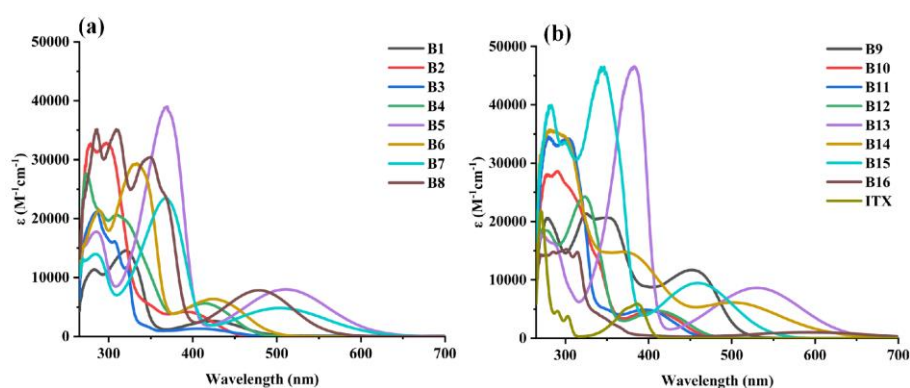 (a)
50000
40000
30000
20000
10000
0
ε (M⁻¹cm⁻¹)
300
400
500
600
700
Wavelength (nm)
B1
B2
B3
B4
B5
B6
B7
B8
(b)
50000
40000
30000
20000
10000
0
ε (M⁻¹cm⁻¹)
300
400
500
600
700
Wavelength (nm)
B9
B10
B11
B12
B13
B14
B15
B16
ITX